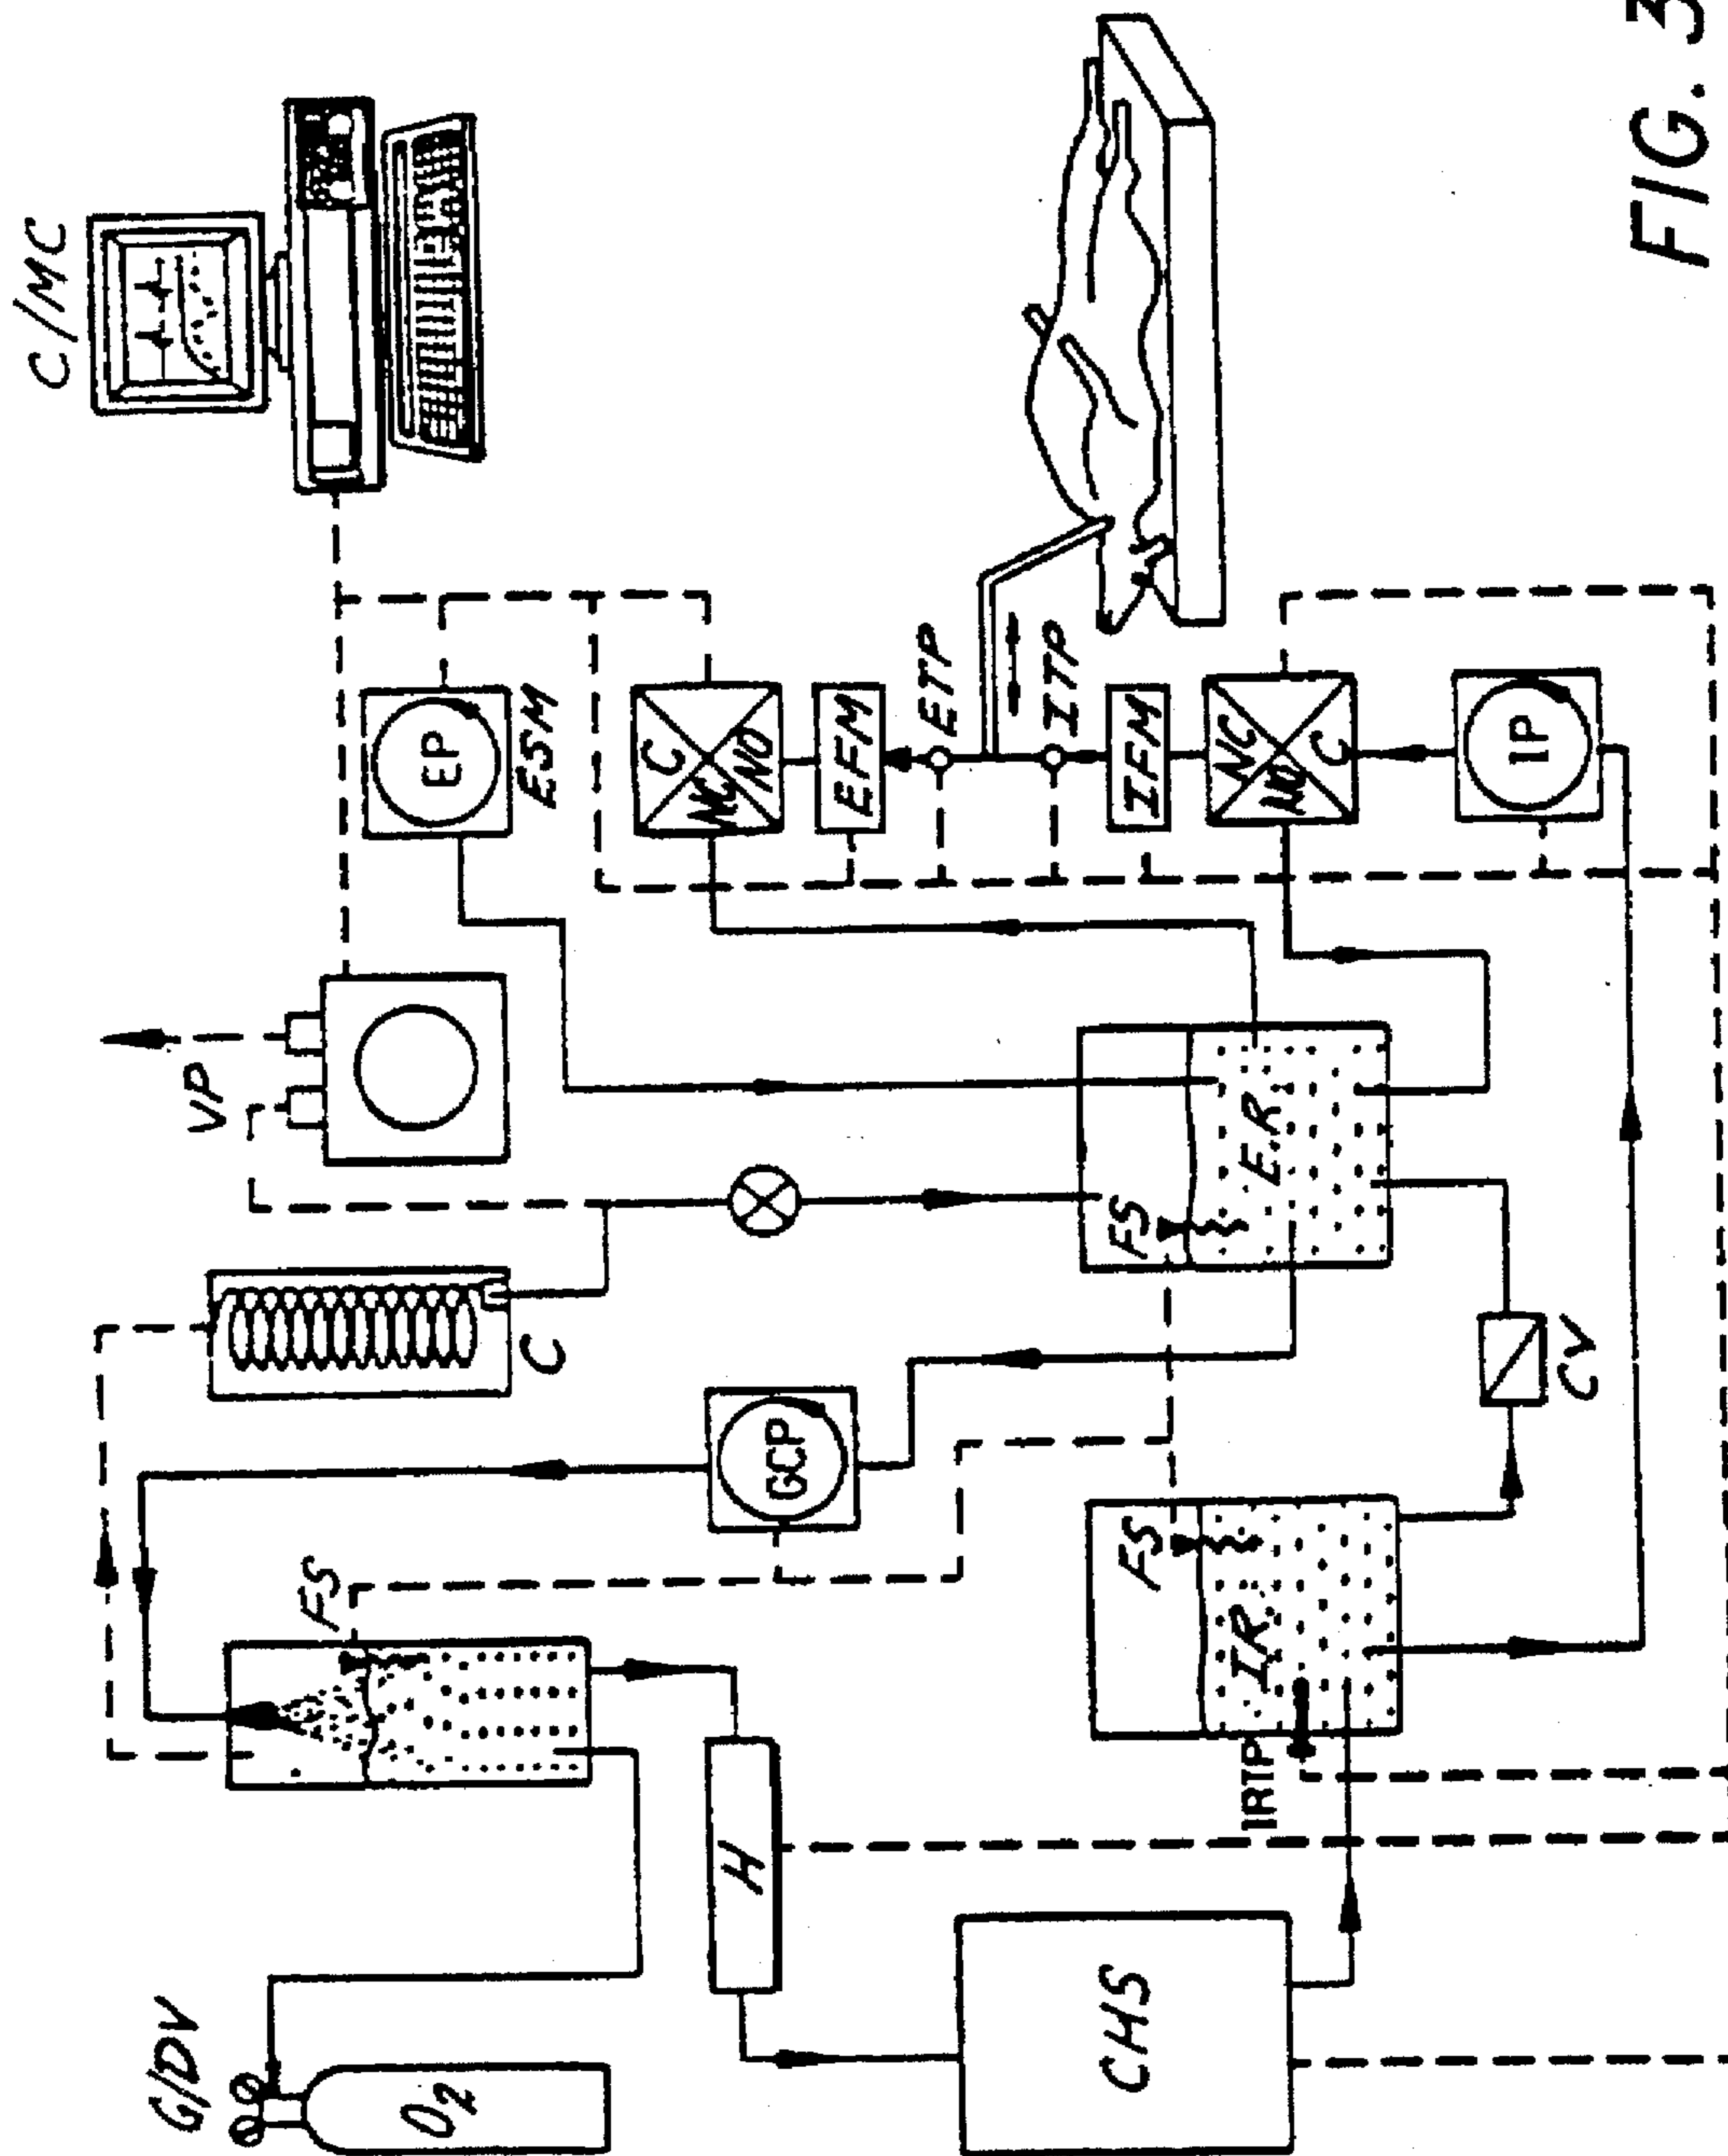 C/MC
VP
EP
ESM
C
NC
NO
EFM
ETP
ITP
IFM
NC
NO
C
IP
C
GCP
FS
FS
E.R
FS
IR
IRTP
CV
G/DV
O2
H
CHS
FIG. 3